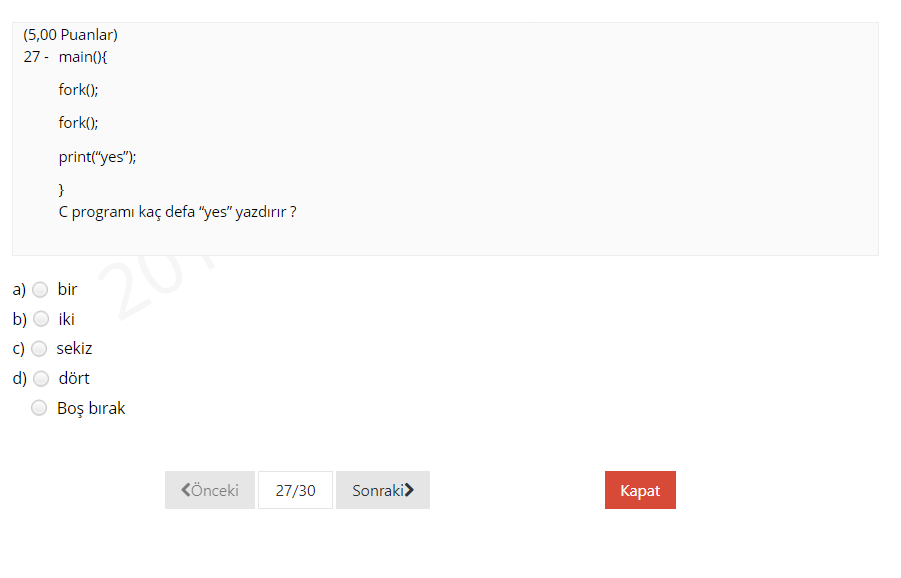 (5,00 Puanlar)
27 - main(){
fork();
fork();
print(“yes”);
}
C programı kaç defa “yes” yazdırır ?
a) bir
b) iki
c) sekiz
d) dört
Boş bırak
Önceki 27/30 Sonraki Kapat